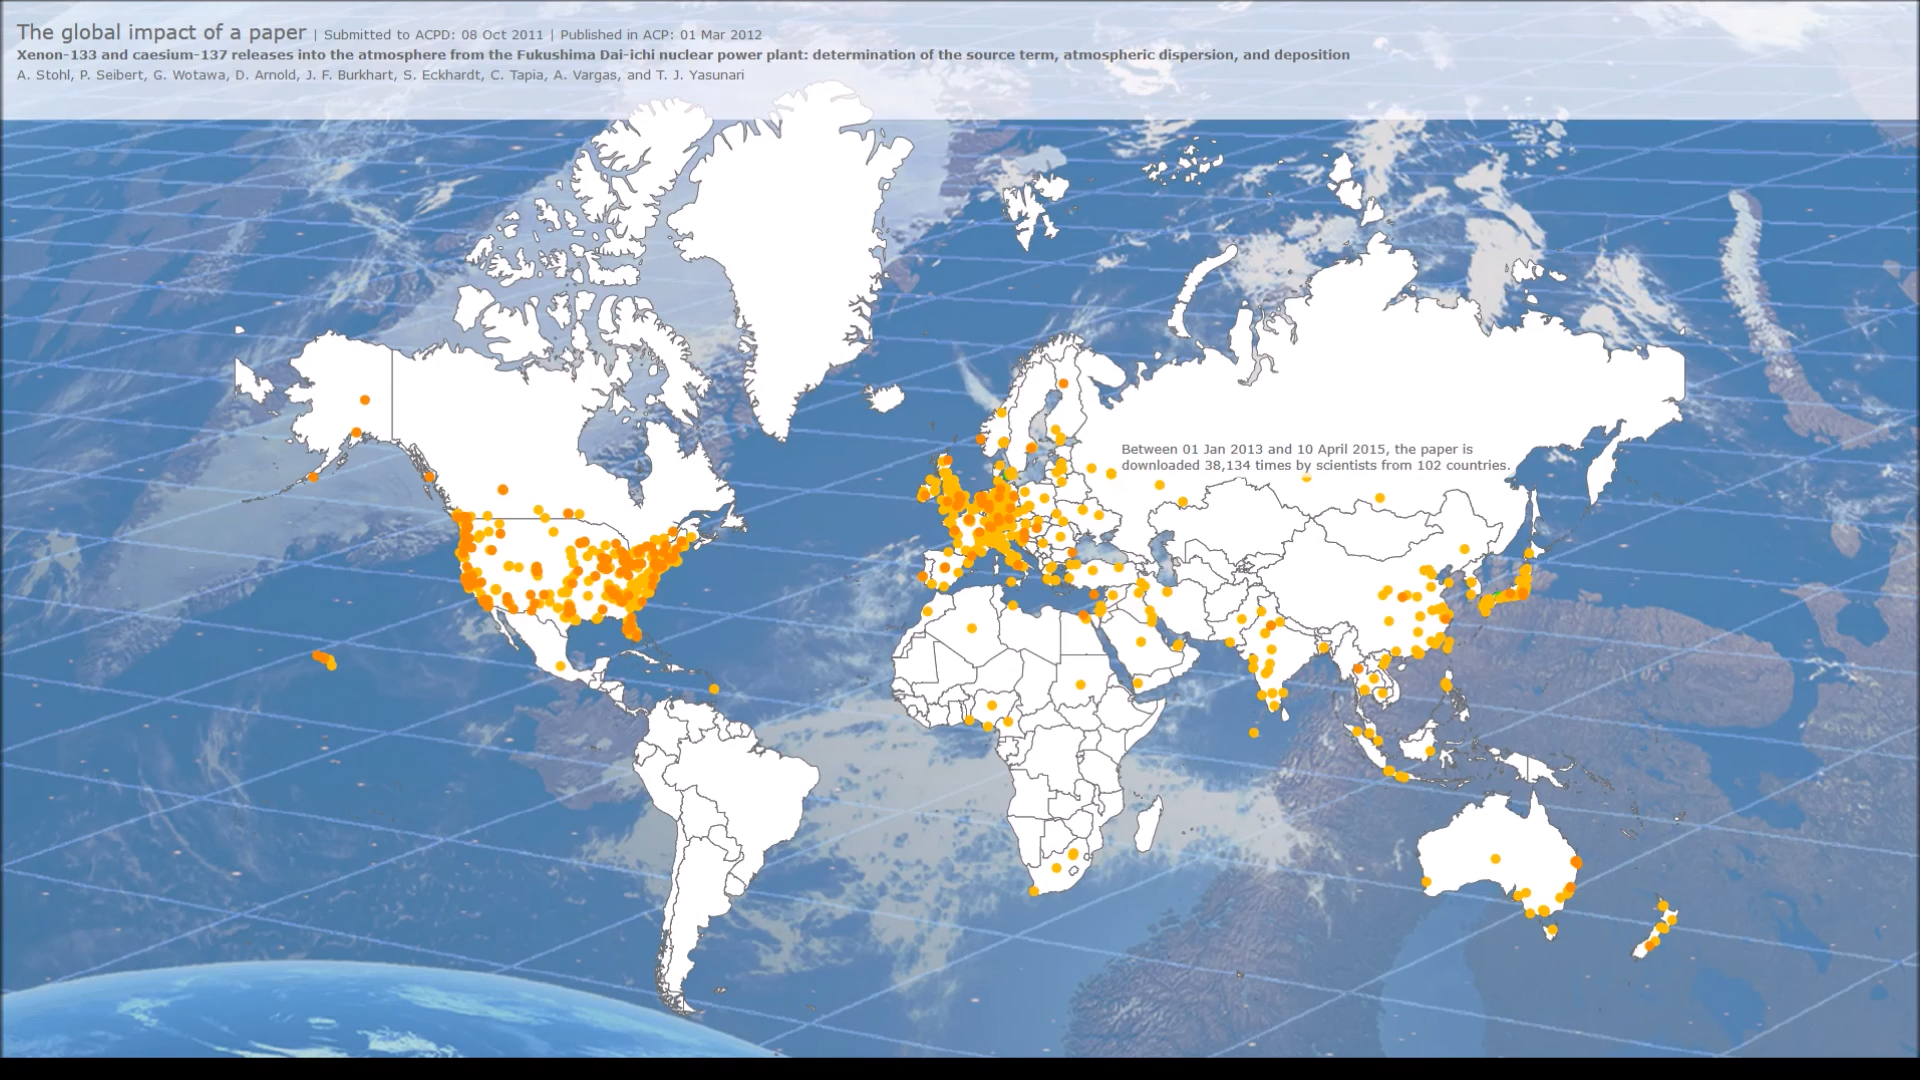 The global impact of a paper | Submitted to ACPD: 08 Oct 2011 | Published in ACP: 01 Mar 2012
Xenon-133 and caesium-137 releases into the atmosphere from the Fukushima Dai-ichi nuclear power plant: determination of the source term, atmospheric dispersion, and deposition
A. Stohl, P. Seibert, G. Wotawa, D. Arnold, J. F. Burkhart, S. Eckhardt, C. Tapia, A. Vargas, and T. J. Yasunari
Between 01 Jan 2013 and 10 April 2015, the paper is
downloaded 38,134 times by scientists from 102 countries.